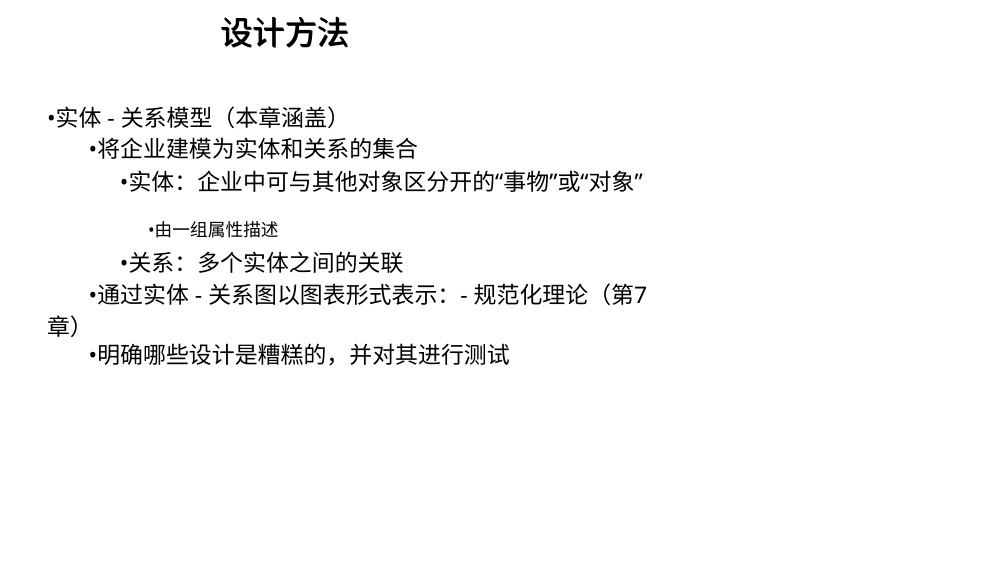 设计方法
•实体 - 关系模型（本章涵盖）
•将企业建模为实体和关系的集合
•实体：企业中可与其他对象区分开的“事物”或“对象”
•由一组属性描述
•关系：多个实体之间的关联
•通过实体 - 关系图以图表形式表示：- 规范化理论（第7
章）
•明确哪些设计是糟糕的，并对其进行测试